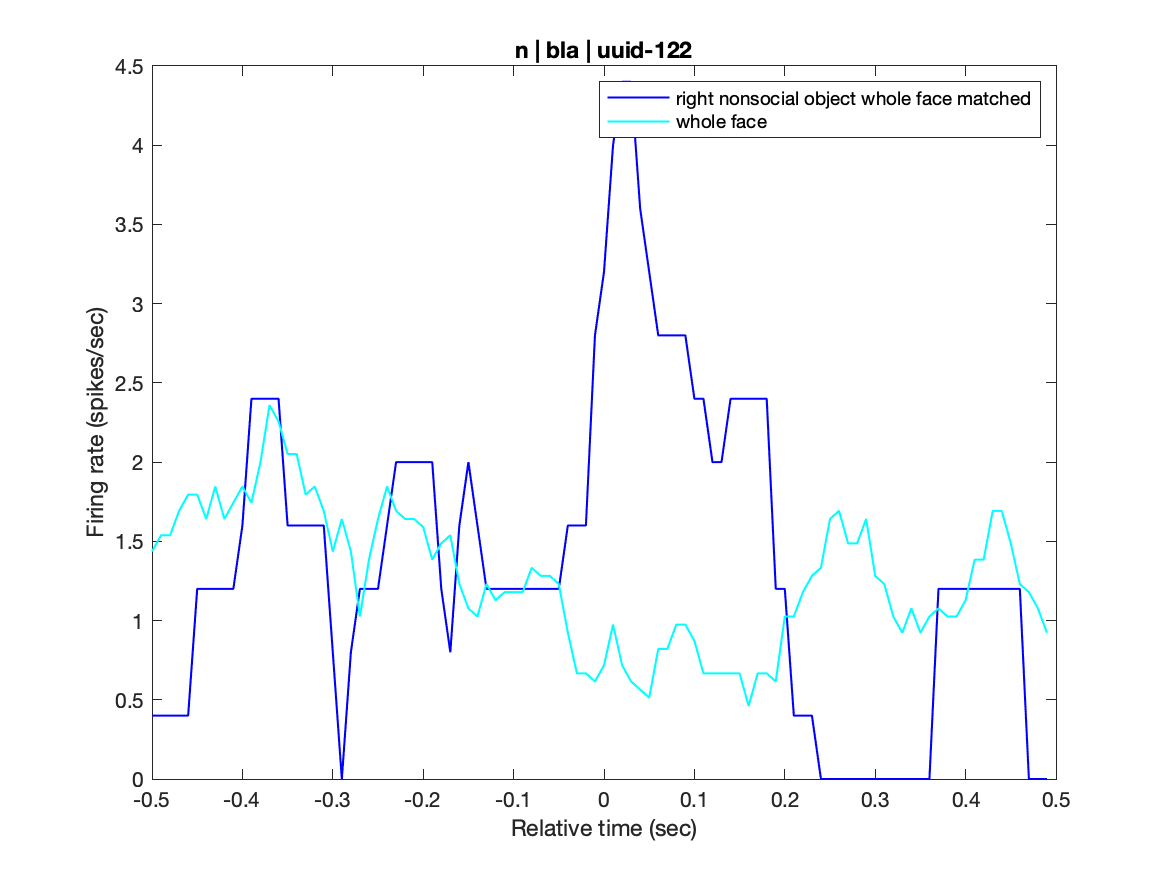 n | bla | uuid-122
4.5
4
3.5
3
2.5
2
1.5
1
0.5
0
Firing rate (spikes/sec)
right nonsocial object whole face matched
whole face
-0.5 -0.4 -0.3 -0.2 -0.1 0 0.1 0.2 0.3 0.4 0.5
Relative time (sec)